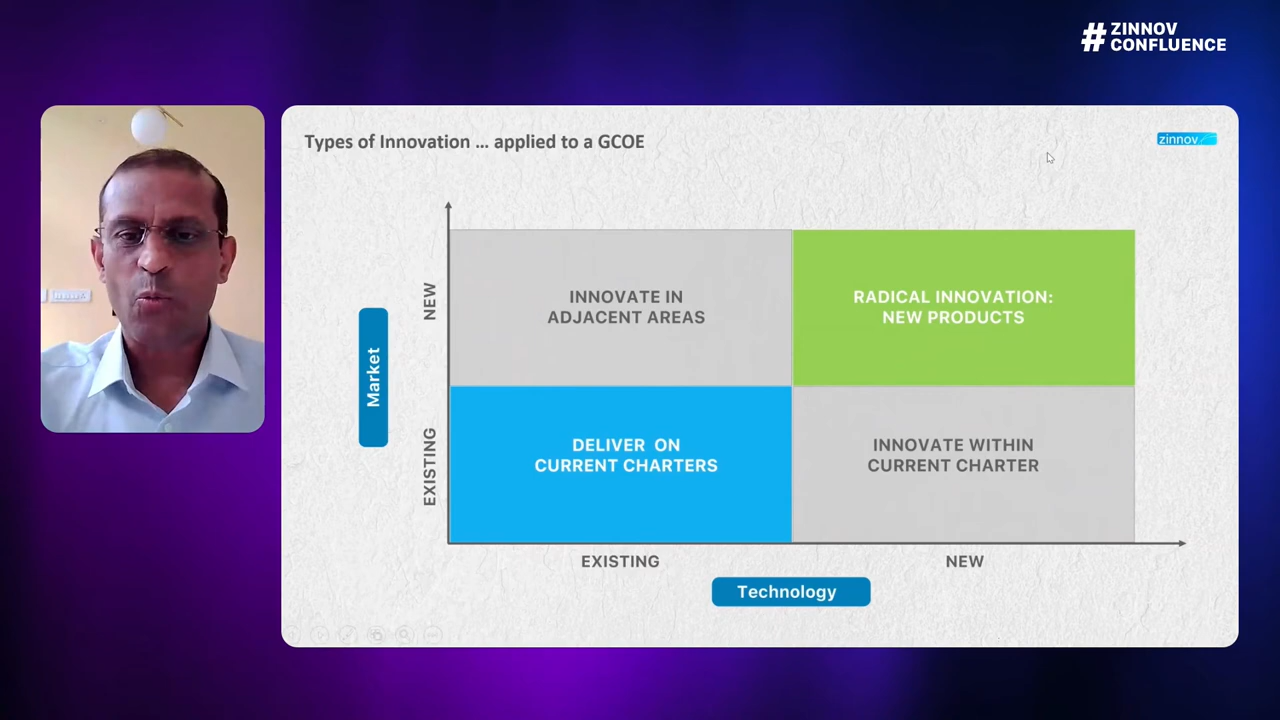 # ZINNOV
CONFLUENCE
Types of Innovation ... applied to a GCOE
zinnov
NEW
INNOVATE IN
ADJACENT AREAS
RADICAL INNOVATION:
NEW PRODUCTS
Market
EXISTING
DELIVER ON
CURRENT CHARTERS
INNOVATE WITHIN
CURRENT CHARTER
EXISTING
NEW
Technology